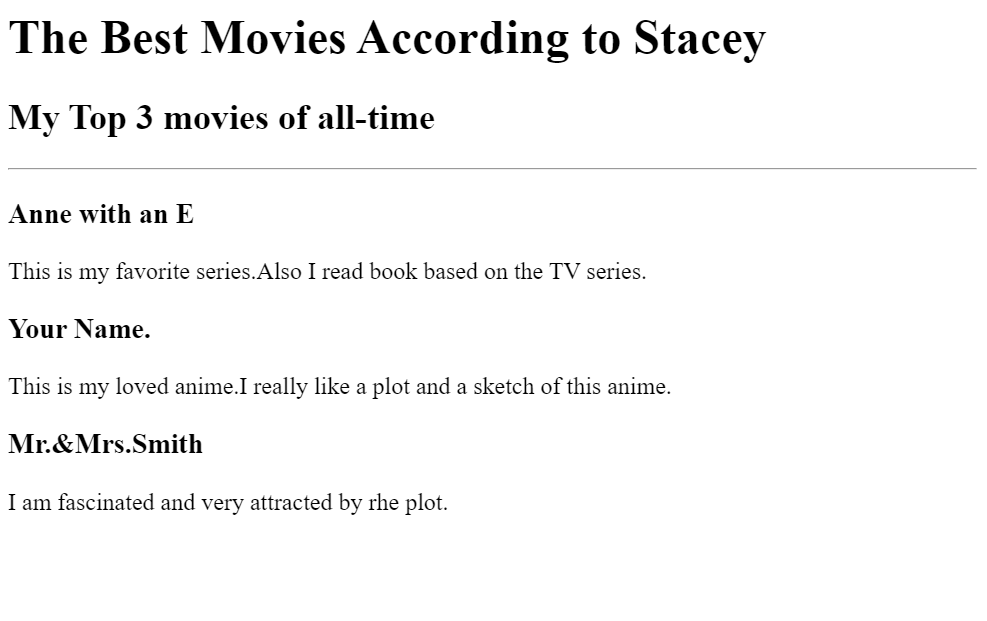 The Best Movies According to Stacey
My Top 3 movies of all-time
Anne with an E
This is my favorite series.Also I read book based on the TV series.
Your Name.
This is my loved anime.I really like a plot and a sketch of this anime.
Mr.&Mrs.Smith
I am fascinated and very attracted by rhe plot.